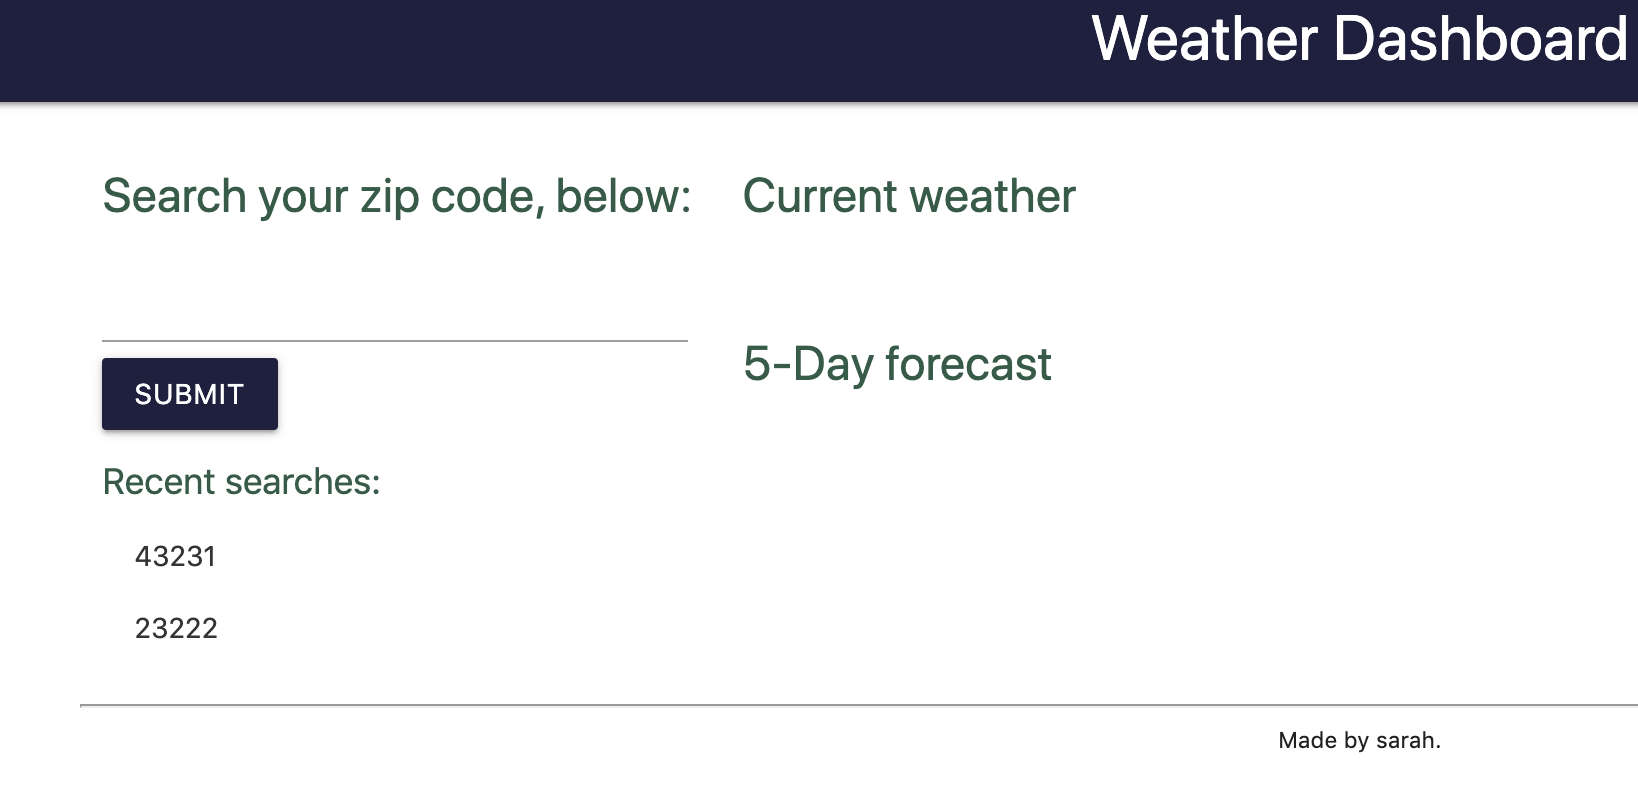 Weather Dashboard
Search your zip code, below:
SUBMIT
Recent searches:
43231
23222
Current weather
5-Day forecast
Made by sarah.